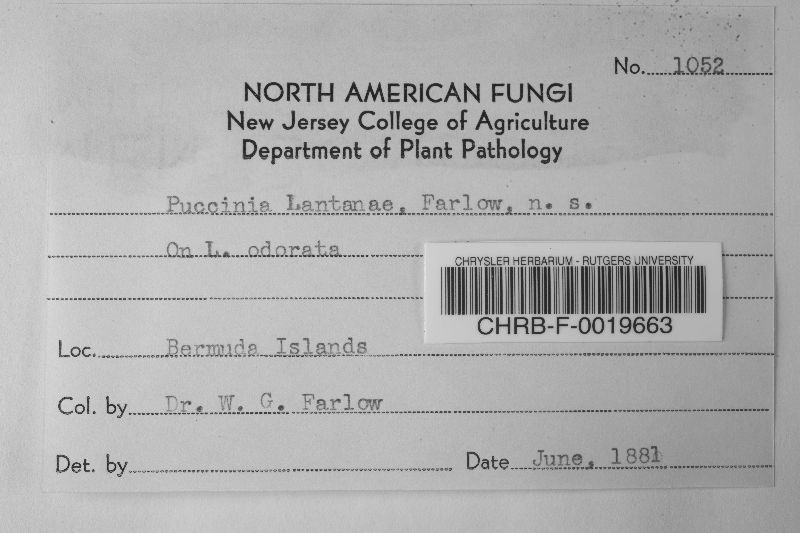 No. 1052
NORTH AMERICAN FUNGI
New Jersey College of Agriculture
Department of Plant Pathology
Puccinia Lantanae, Farlow, n. s.
On L. odorata
CHRYSLER HERBARIUM - RUTGERS UNIVERSITY
CHRB-F-0019663
Loc. Bermuda Islands
Col. by Dr. W. G. Farlow
Det. by Date June, 1881